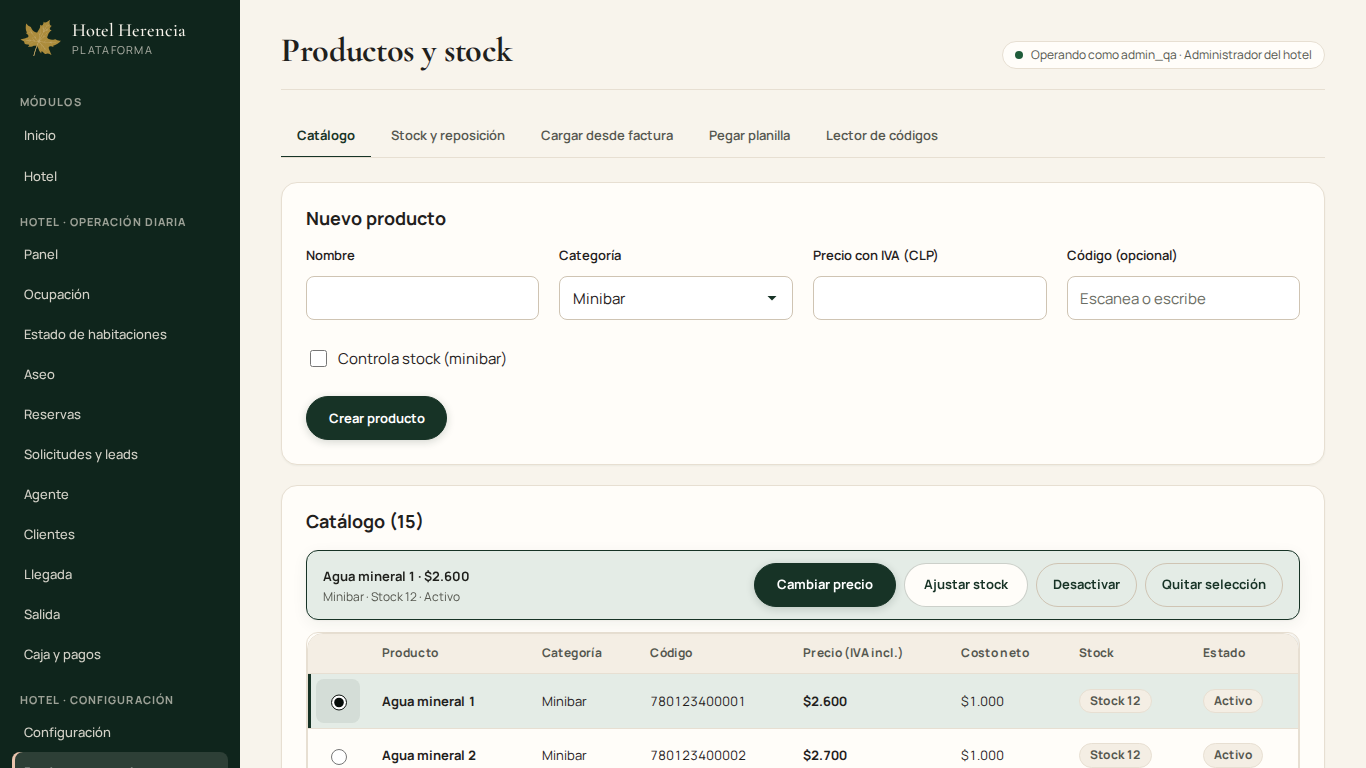 Hotel Herencia
PLATAFORMA
MÓDULOS
Inicio
Hotel
HOTEL · OPERACIÓN DIARIA
Panel
Ocupación
Estado de habitaciones
Aseo
Reservas
Solicitudes y leads
Agente
Clientes
Llegada
Salida
Caja y pagos
HOTEL · CONFIGURACIÓN
Configuración
Productos y stock
Operando como admin_qa · Administrador del hotel
Catálogo
Stock y reposición
Cargar desde factura
Pegar planilla
Lector de códigos
Nuevo producto
Nombre
Categoría
Precio con IVA (CLP)
Código (opcional)
Minibar
Escanea o escribe
Controla stock (minibar)
Crear producto
Catálogo (15)
Agua mineral 1 · $2.600
Minibar · Stock 12 · Activo
Cambiar precio
Ajustar stock
Desactivar
Quitar selección
Producto Categoría Código Precio (IVA incl.) Costo neto Stock Estado
Agua mineral 1 Minibar 780123400001 $2.600 $1.000 Stock 12 Activo
Agua mineral 2 Minibar 780123400002 $2.700 $1.000 Stock 12 Activo